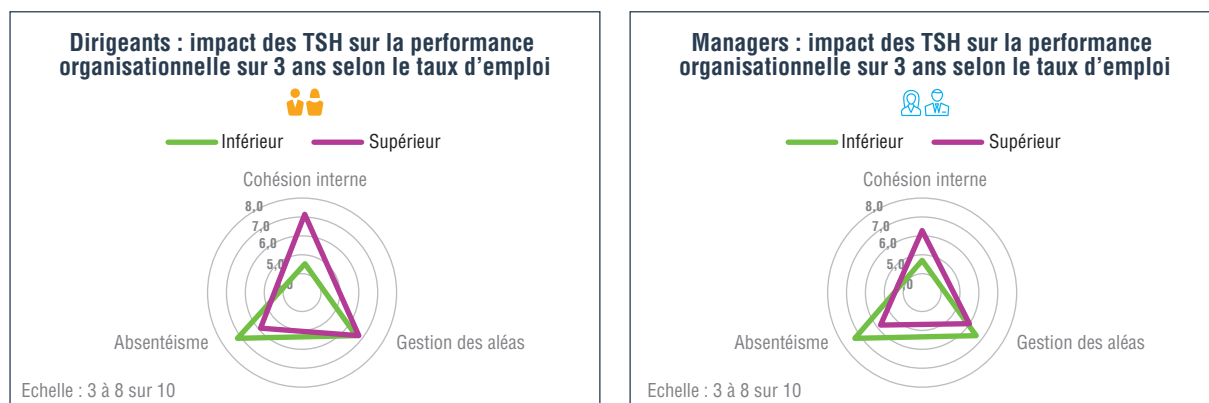 Dirigeants : impact des TSH sur la performance
organisationnelle sur 3 ans selon le taux d'emploi
Inférieur
Supérieur
Cohésion interne
8,0
7,0
6,0
5,0
Absentéisme
Gestion des aléas
Echelle : 3 à 8 sur 10
Managers : impact des TSH sur la performance
organisationnelle sur 3 ans selon le taux d'emploi
Inférieur
Supérieur
Cohésion interne
8,0
7,0
6,0
5,0
Absentéisme
Gestion des aléas
Echelle : 3 à 8 sur 10